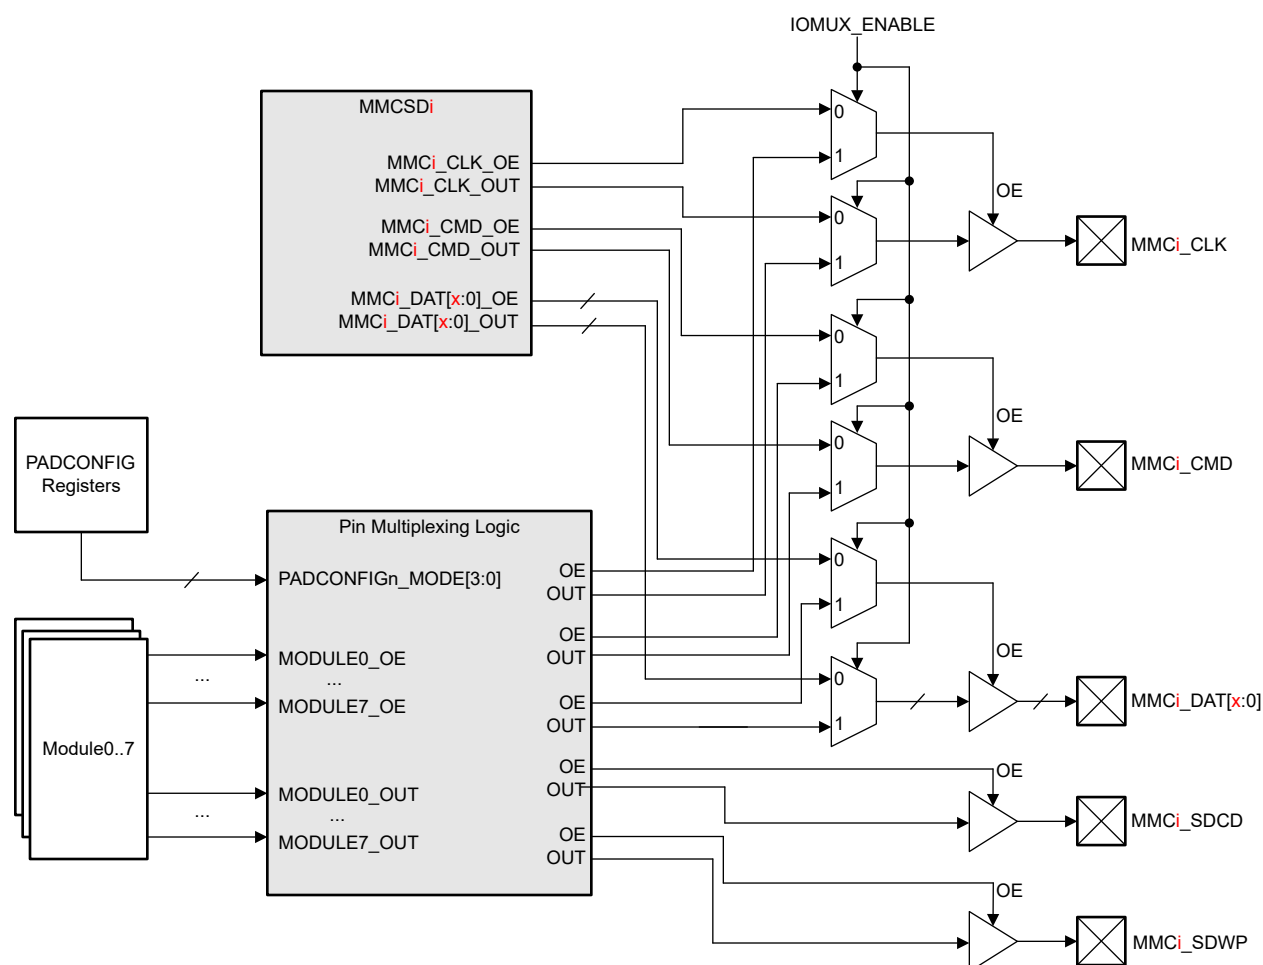 IOMUX_ENABLE
MMCSDi
MMCi_CLK_OE
MMCi_CLK_OUT
MMCi_CMD_OE
MMCi_CMD_OUT
MMCi_DAT[x:0]_OE
MMCi_DAT[x:0]_OUT
0
1
OE
0
1
MMCi_CLK
0
1
OE
0
1
MMCi_CMD
0
1
OE
0
1
MMCi_DAT[x:0]
PADCONFIG
Registers
Pin Multiplexing Logic
PADCONFIGn_MODE[3:0]
OE
OUT
OE
OUT
OE
OUT
OE
OUT
OE
OUT
MODULE0_OE
...
MODULE7_OE
MODULE0_OUT
...
MODULE7_OUT
...
...
Module0..7
OE
MMCi_SDCD
OE
MMCi_SDWP